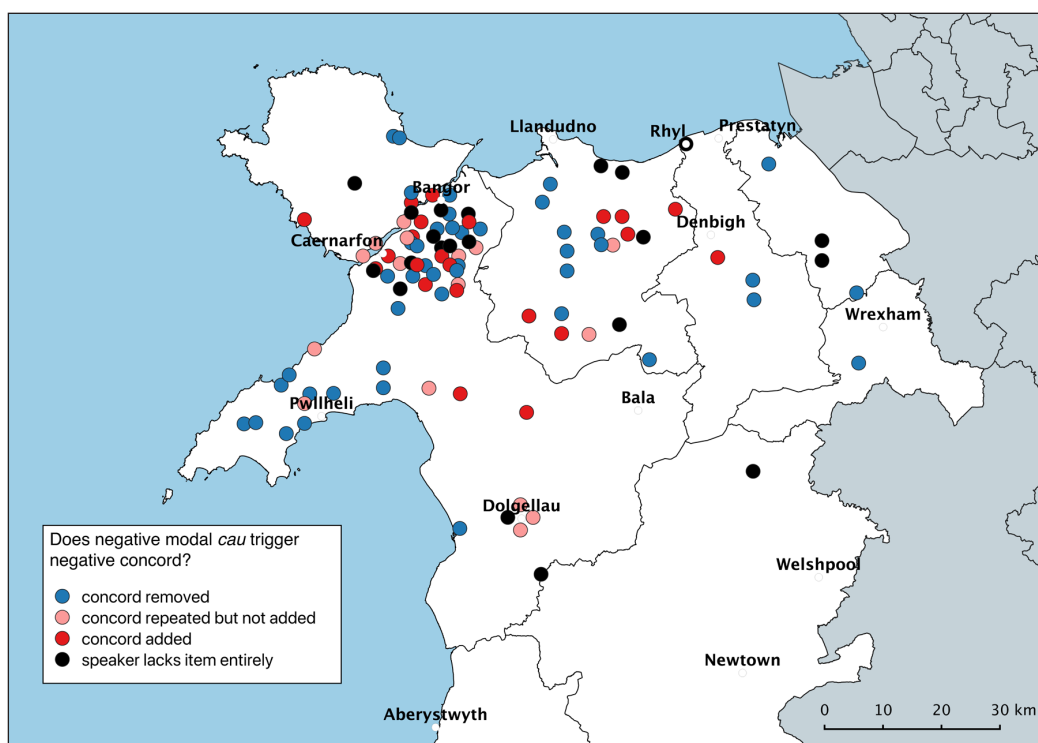 Llandudno
Rhyl
Prestatyn
Bangor
Denbigh
Caernarfon
Wrexham
Pwllheli
Bala
Dolgellau
Does negative modal cau trigger
negative concord?
concord removed
concord repeated but not added
concord added
speaker lacks item entirely
Welshpool
Newtown
Aberystwyth
0 10 20 30 km